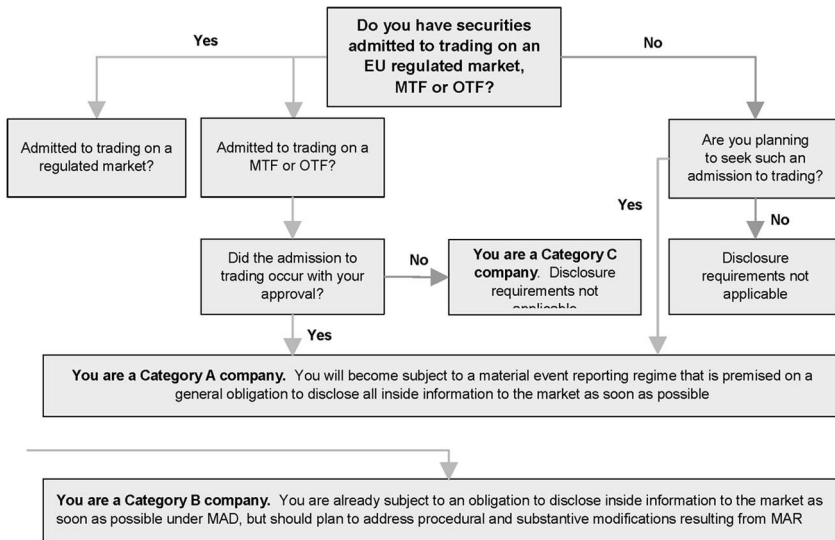 Do you have securities
admitted to trading on an
EU regulated market,
MTF or OTF?
Yes
No
Admitted to trading on a
regulated market?
Admitted to trading on a
MTF or OTF?
Are you planning
to seek such an
admission to trading?
Yes
No
Did the admission to
trading occur with your
approval?
No
You are a Category C
company. Disclosure
requirements not
applicable
Disclosure
requirements not
applicable
Yes
You are a Category A company. You will become subject to a material event reporting regime that is premised on a
general obligation to disclose all inside information to the market as soon as possible
You are a Category B company. You are already subject to an obligation to disclose inside information to the market as
soon as possible under MAD, but should plan to address procedural and substantive modifications resulting from MAR